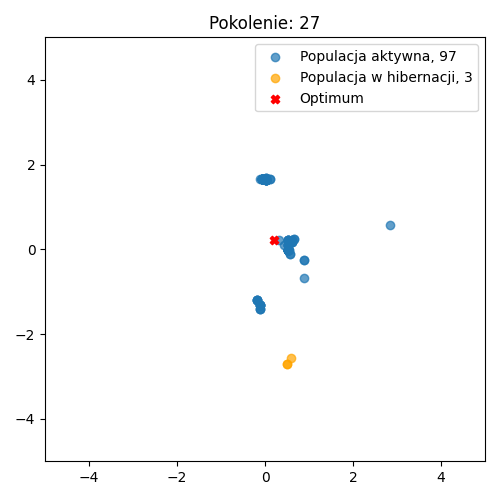 Pokolenie: 27
Populacja aktywna, 97
Populacja w hibernacji, 3
Optimum
4
2
0
−2
−4
−4
−2
0
2
4